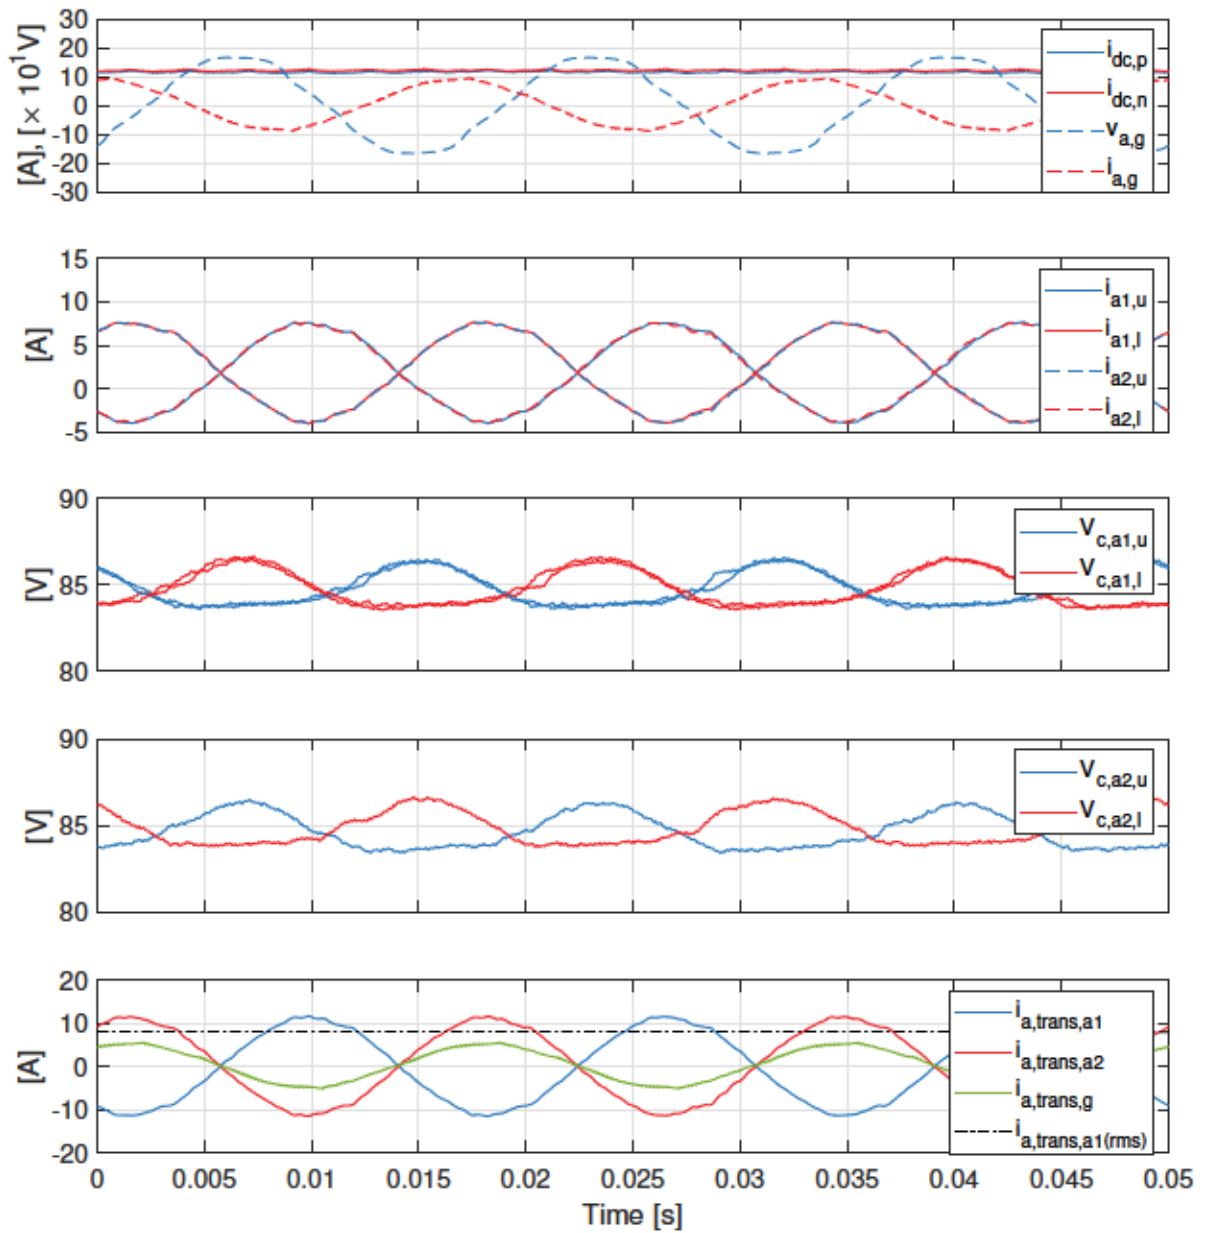 30
20
10
0
-10
-20
-30
[A], [× 10¹V]
i_dc,p
i_dc,n
v_a,g
i_a,g
15
10
5
0
-5
[A]
i_a1,u
i_a1,l
i_a2,u
i_a2,l
90
85
80
[V]
V_c,a1,u
V_c,a1,l
90
85
80
[V]
V_c,a2,u
V_c,a2,l
20
10
0
-10
-20
[A]
i_a,trans,a1
i_a,trans,a2
i_a,trans,g
i_a,trans,a1(rms)
0 0.005 0.01 0.015 0.02 0.025 0.03 0.035 0.04 0.045 0.05
Time [s]